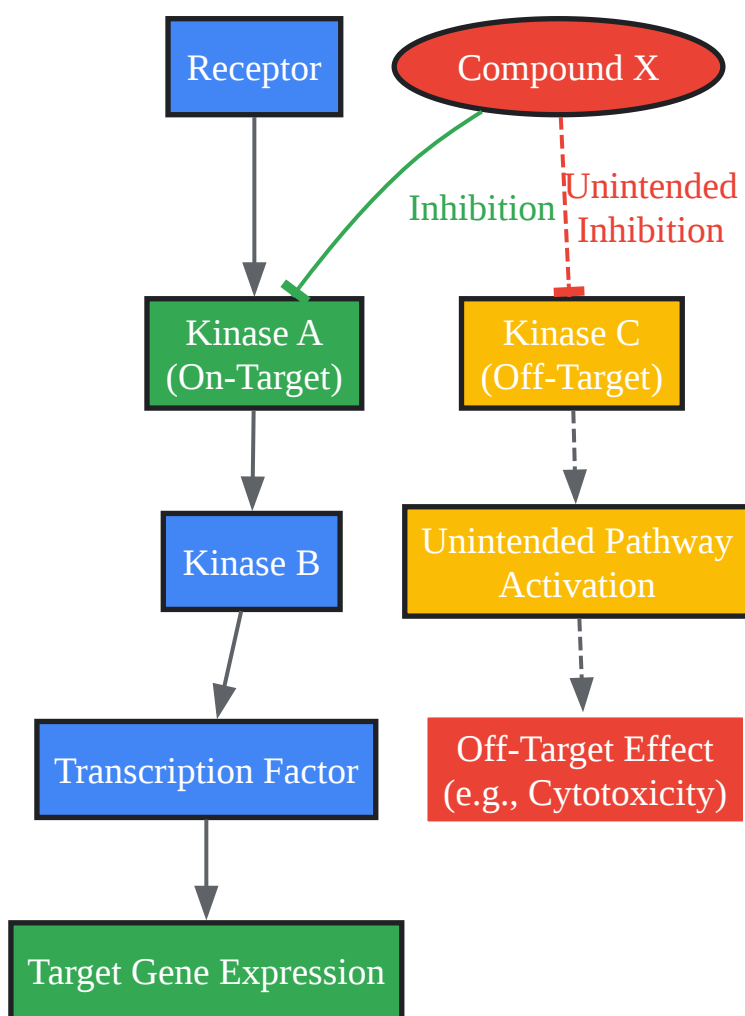 Receptor
Compound X
Inhibition
Unintended
Inhibition
Kinase A
(On-Target)
Kinase C
(Off-Target)
Kinase B
Unintended Pathway
Activation
Transcription Factor
Off-Target Effect
(e.g., Cytotoxicity)
Target Gene Expression